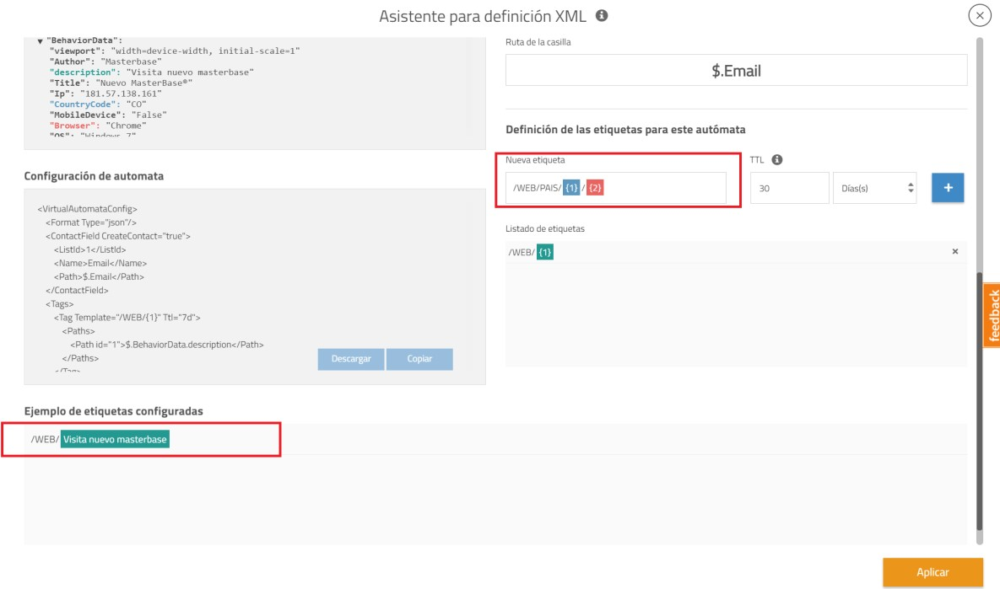 Asistente para definición XML
"BehaviorData":
"viewport": "width=device-width, initial-scale=1"
"Author": "Masterbase"
"description": "Visita nuevo masterbase"
"Title": "Nuevo MasterBase®"
"Ip": "181.57.138.161"
"CountryCode": "CO"
"MobileDevice": "False"
"Browser": "Chrome"
"OS": "Windows 7"
Ruta de la casilla
$.Email
Definición de las etiquetas para este autómata
Nueva etiqueta
TTL
/WEB/PAIS/ {1} / {2}
30
Días(s)
+
Listado de etiquetas
/WEB/ {1}
×
Configuración de automata
<VirtualAutomataConfig>
<Format Type="json"/>
<ContactField CreateContact="true">
<ListId>1</ListId>
<Name>Email</Name>
<Path>$.Email</Path>
</ContactField>
<Tags>
<Tag Template="/WEB/{1}" Ttl="7d">
<Paths>
<Path id="1">$.BehaviorData.description</Path>
</Paths>
</Tag>
Descargar
Copiar
feedback
Ejemplo de etiquetas configuradas
/WEB/ Visita nuevo masterbase
Aplicar